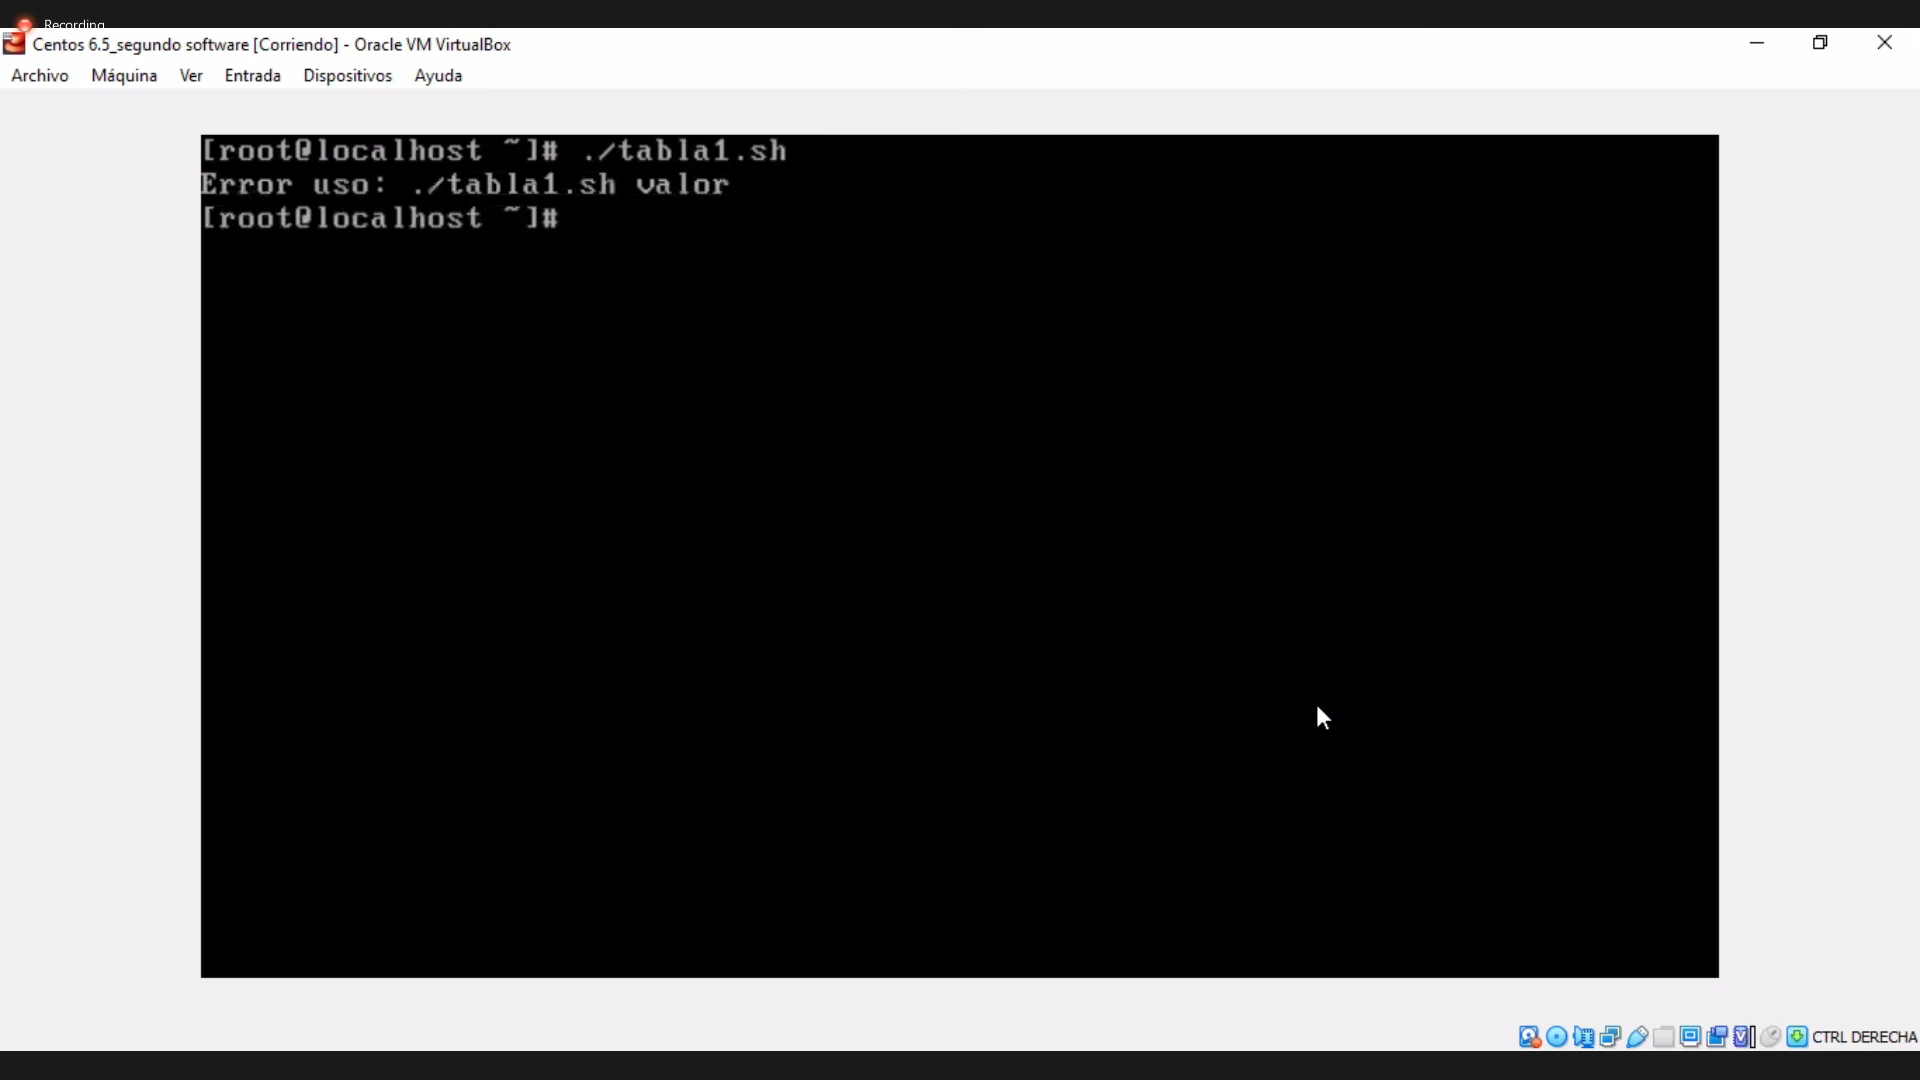 Recording
Centos 6.5_segundo software [Corriendo] - Oracle VM VirtualBox
Archivo Máquina Ver Entrada Dispositivos Ayuda
[root@localhost ~]# ./tabla1.sh
Error uso: ./tabla1.sh valor
[root@localhost ~]#
CTRL DERECHA